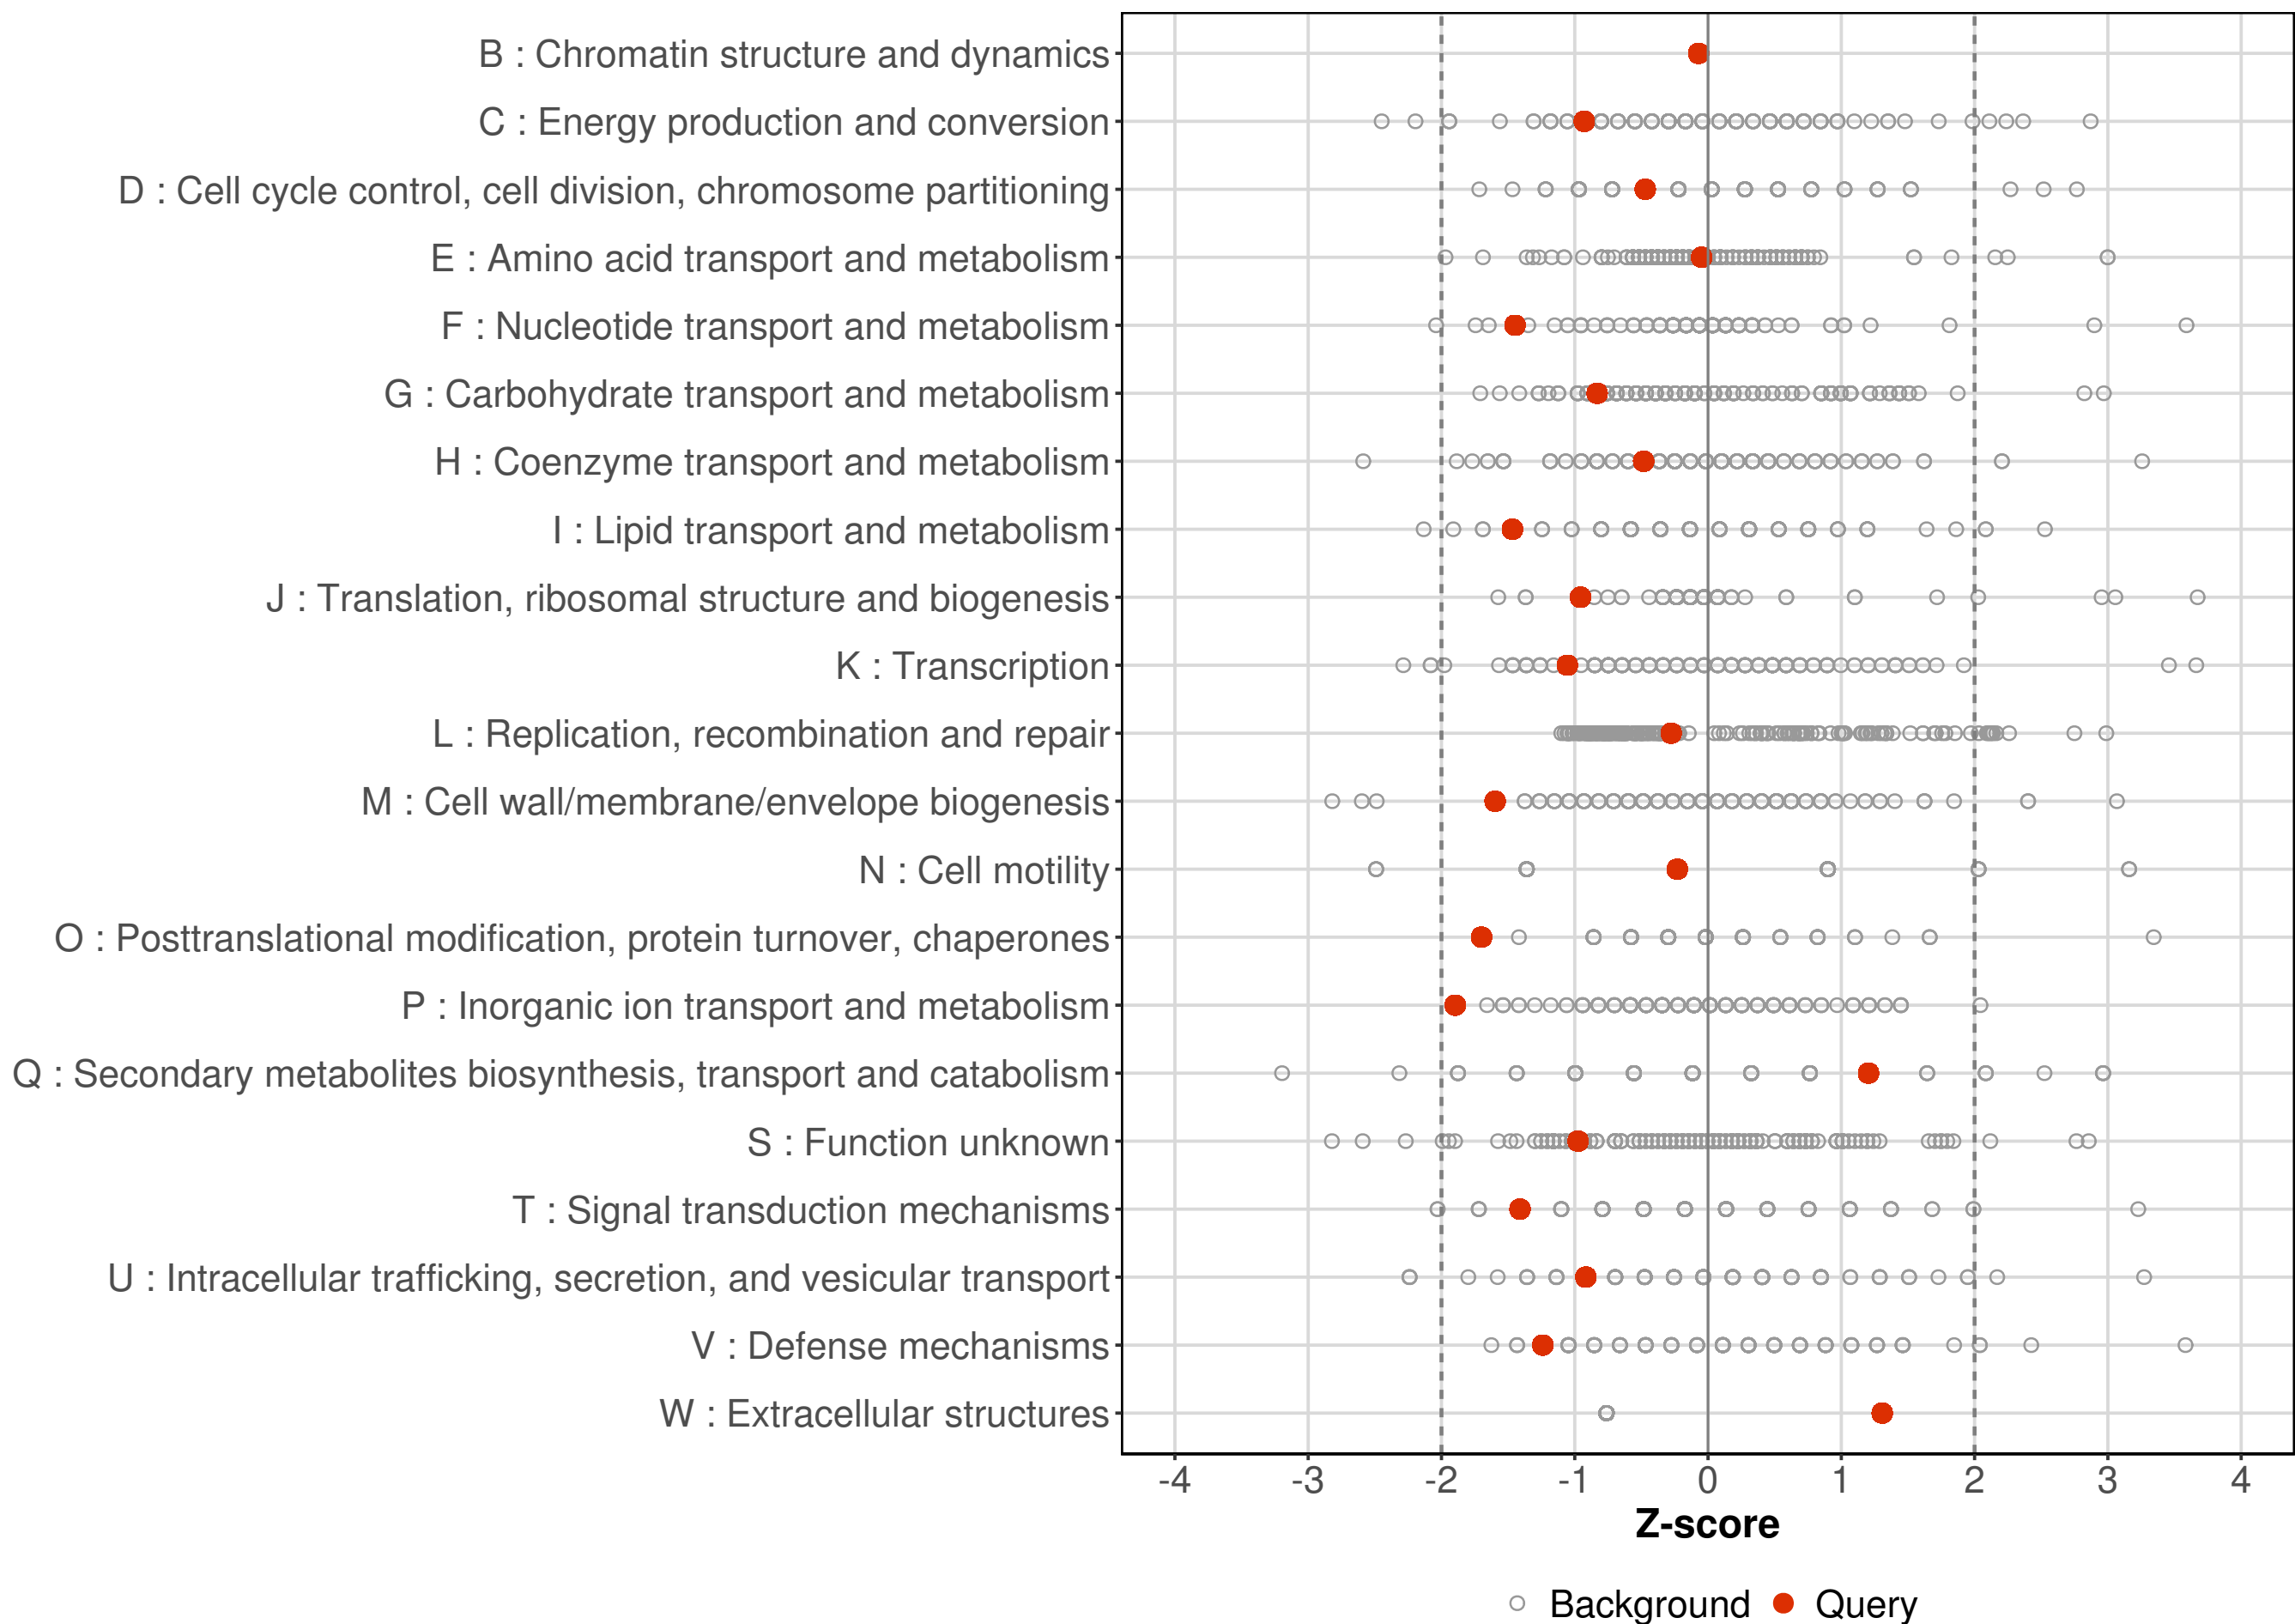 B : Chromatin structure and dynamics
C : Energy production and conversion
D : Cell cycle control, cell division, chromosome partitioning
E : Amino acid transport and metabolism
F : Nucleotide transport and metabolism
G : Carbohydrate transport and metabolism
H : Coenzyme transport and metabolism
I : Lipid transport and metabolism
J : Translation, ribosomal structure and biogenesis
K : Transcription
L : Replication, recombination and repair
M : Cell wall/membrane/envelope biogenesis
N : Cell motility
O : Posttranslational modification, protein turnover, chaperones
P : Inorganic ion transport and metabolism
Q : Secondary metabolites biosynthesis, transport and catabolism
S : Function unknown
T : Signal transduction mechanisms
U : Intracellular trafficking, secretion, and vesicular transport
V : Defense mechanisms
W : Extracellular structures
-4 -3 -2 -1 0 1 2 3 4
Z-score
Background Query